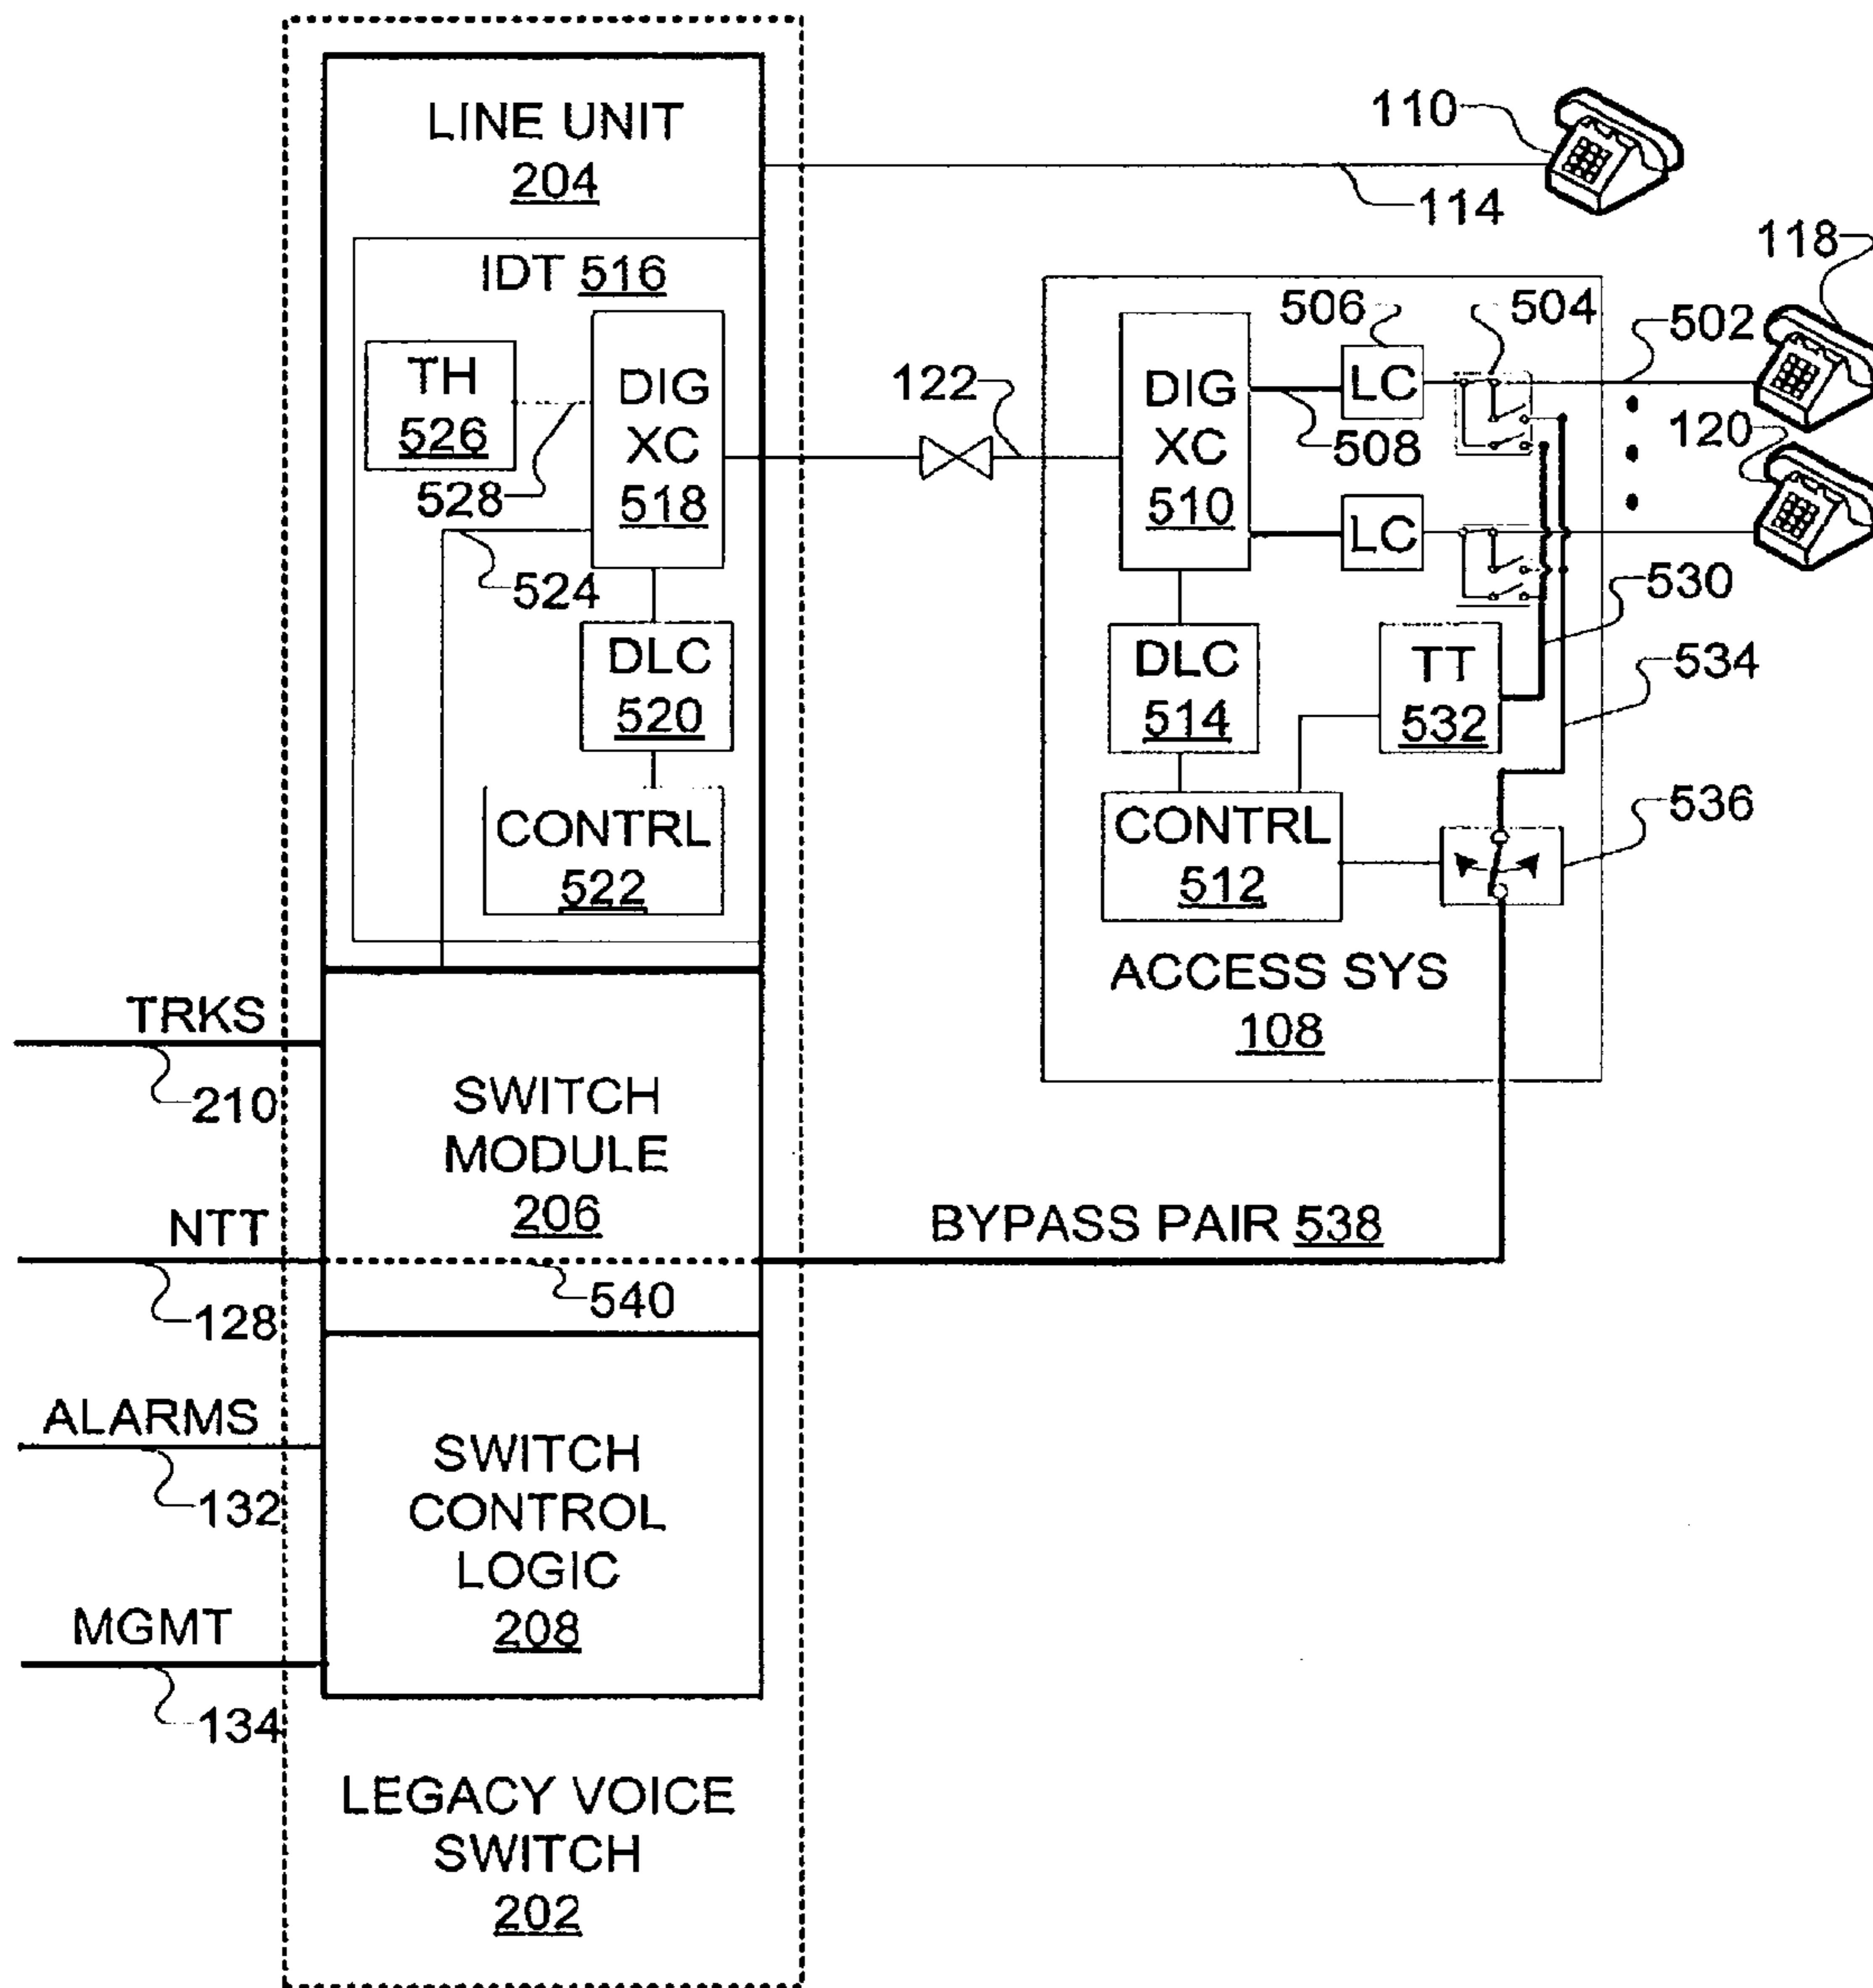 LINE UNIT
204
110
114
118
IDT 516
506
504
502
TH
526
DIG
XC
518
122
DIG
XC
510
LC
508
120
528
LC
524
530
DLC
520
DLC
514
TT
532
534
CONTRL
522
CONTRL
512
536
ACCESS SYS
108
TRKS
210
SWITCH
MODULE
206
NTT
128
BYPASS PAIR 538
540
ALARMS
132
SWITCH
CONTROL
LOGIC
208
MGMT
134
LEGACY VOICE
SWITCH
202